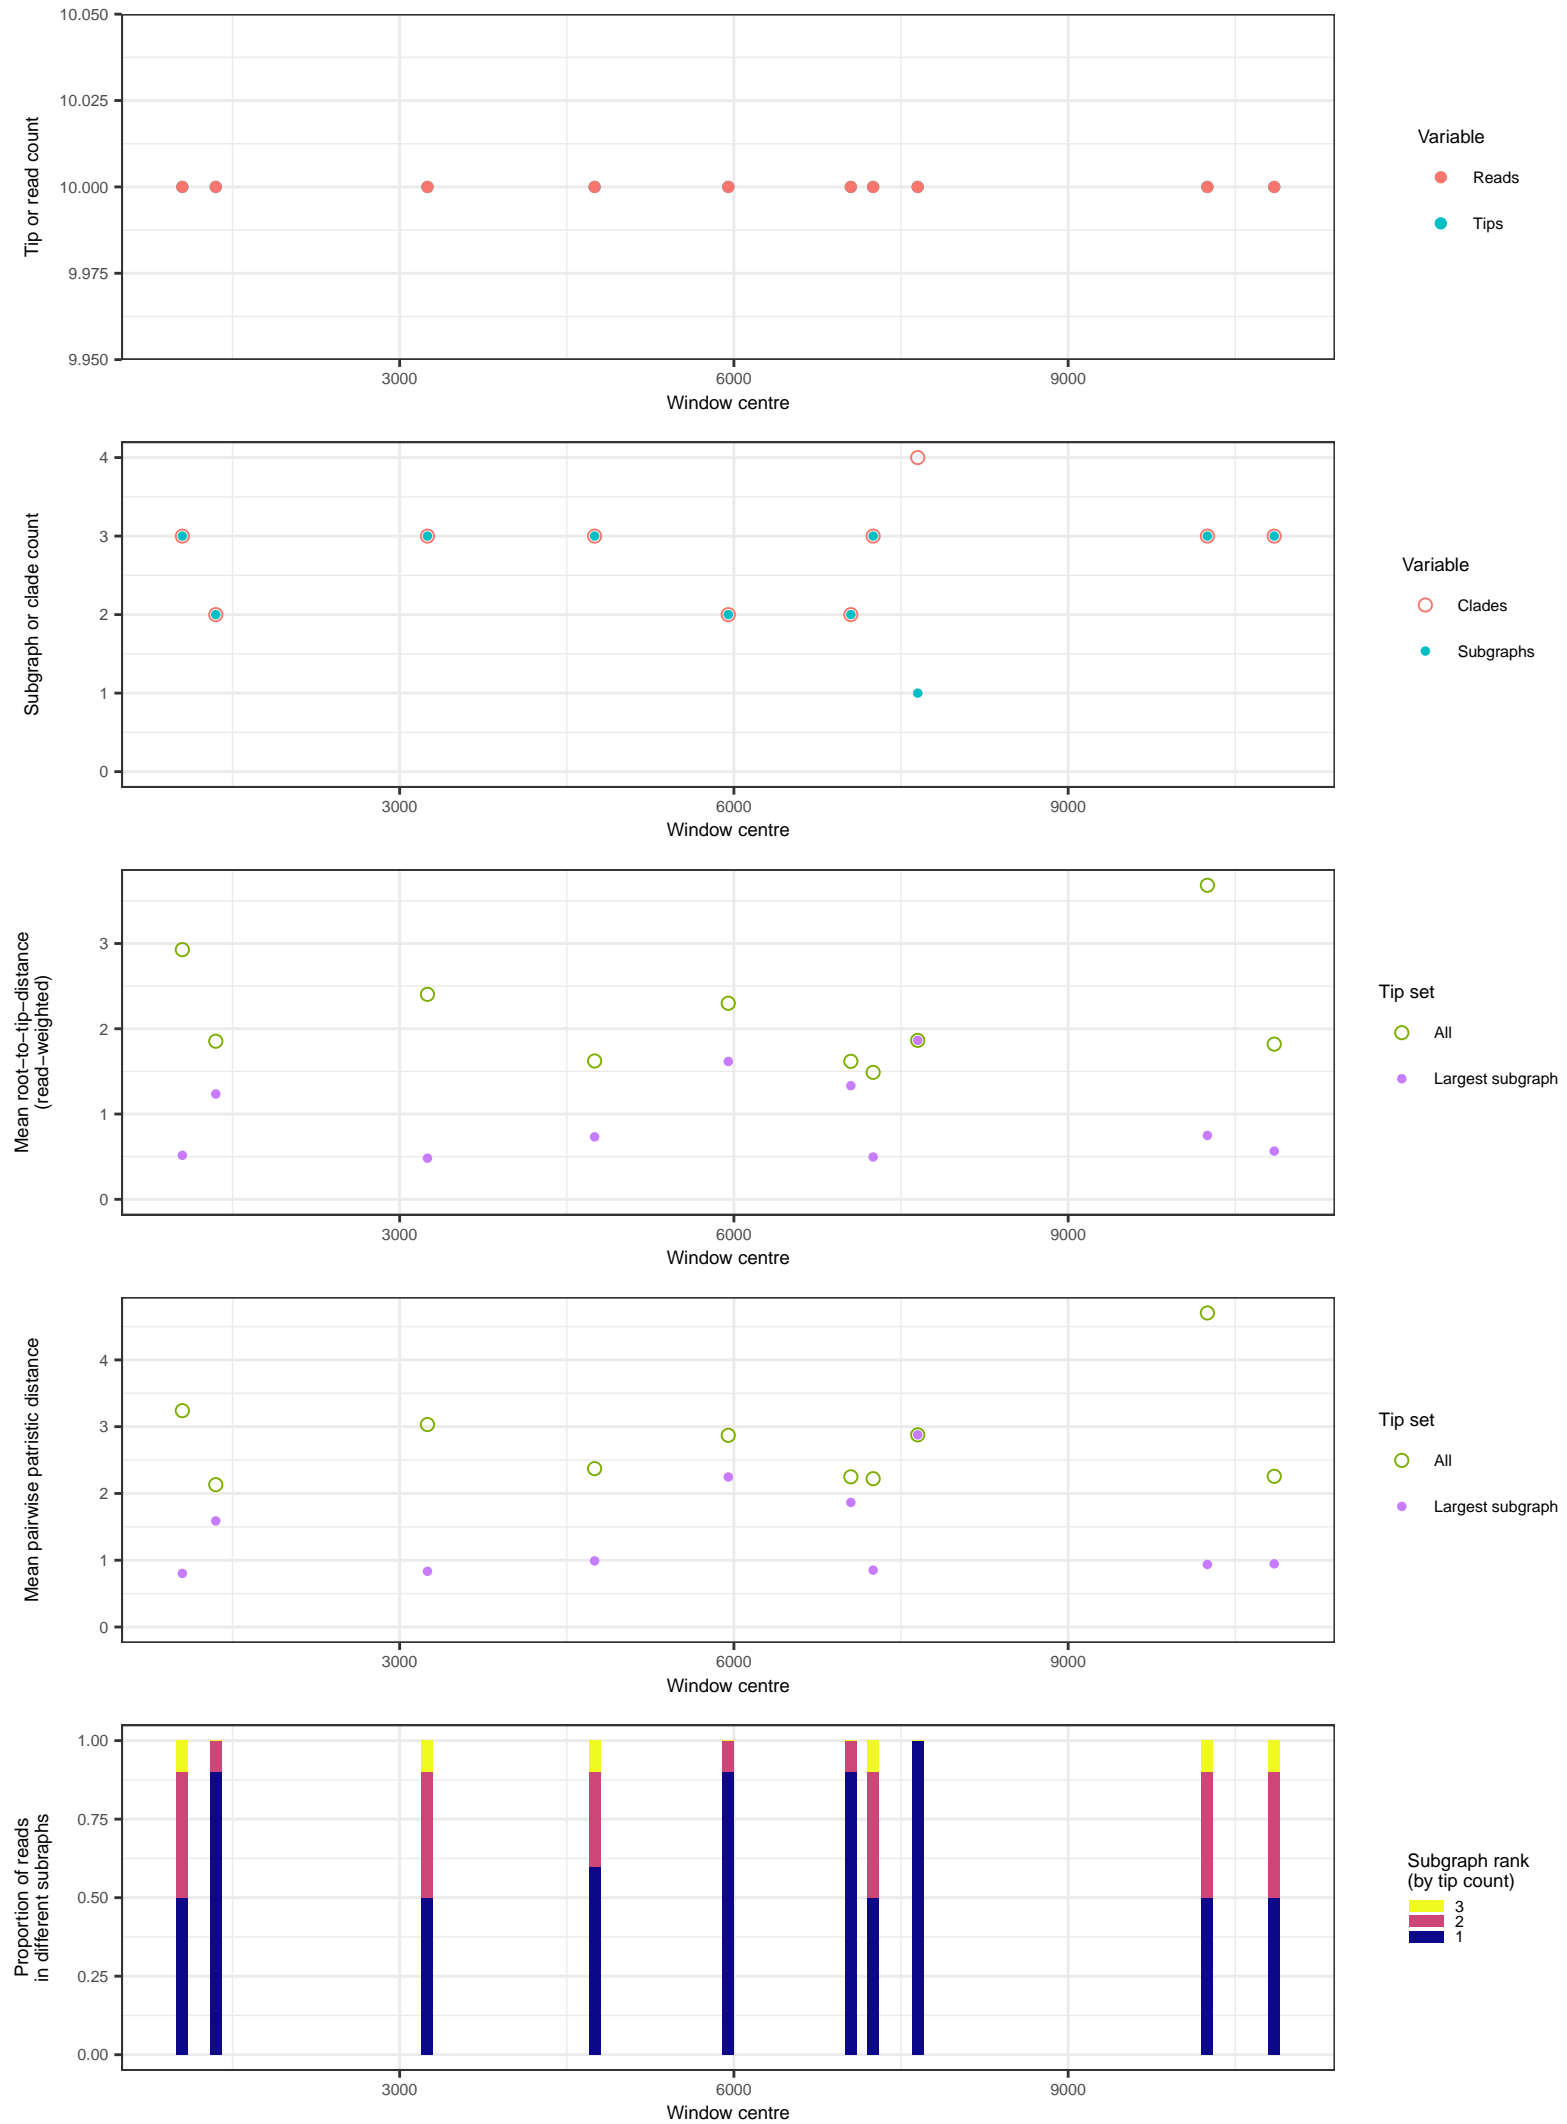 10.050
10.025
10.000
9.975
9.950
Tip or read count
3000 6000 9000
Window centre
Variable
Reads
Tips
4
3
2
1
0
Subgraph or clade count
3000 6000 9000
Window centre
Variable
Clades
Subgraphs
3
2
1
0
Mean root−to−tip−distance
(read−weighted)
3000 6000 9000
Window centre
Tip set
All
Largest subgraph
4
3
2
1
0
Mean pairwise patristic distance
3000 6000 9000
Window centre
Tip set
All
Largest subgraph
1.00
0.75
0.50
0.25
0.00
Proportion of reads
in different subraphs
3000 6000 9000
Window centre
Subgraph rank
(by tip count)
3
2
1